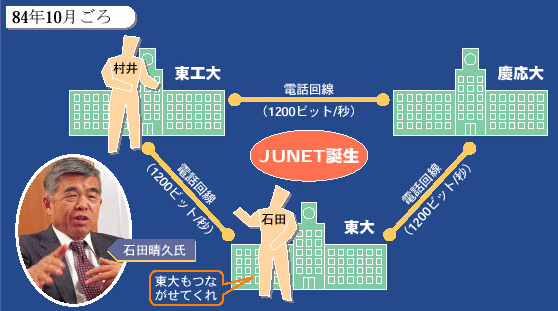 84年10月ごろ
村井
東工大
電話回線
(1200ビット/秒)
慶応大
JUNET誕生
電話回線
(1200ビット/秒)
電話回線
(1200ビット/秒)
石田
東大
石田晴久氏
東大もつな
がせてくれ